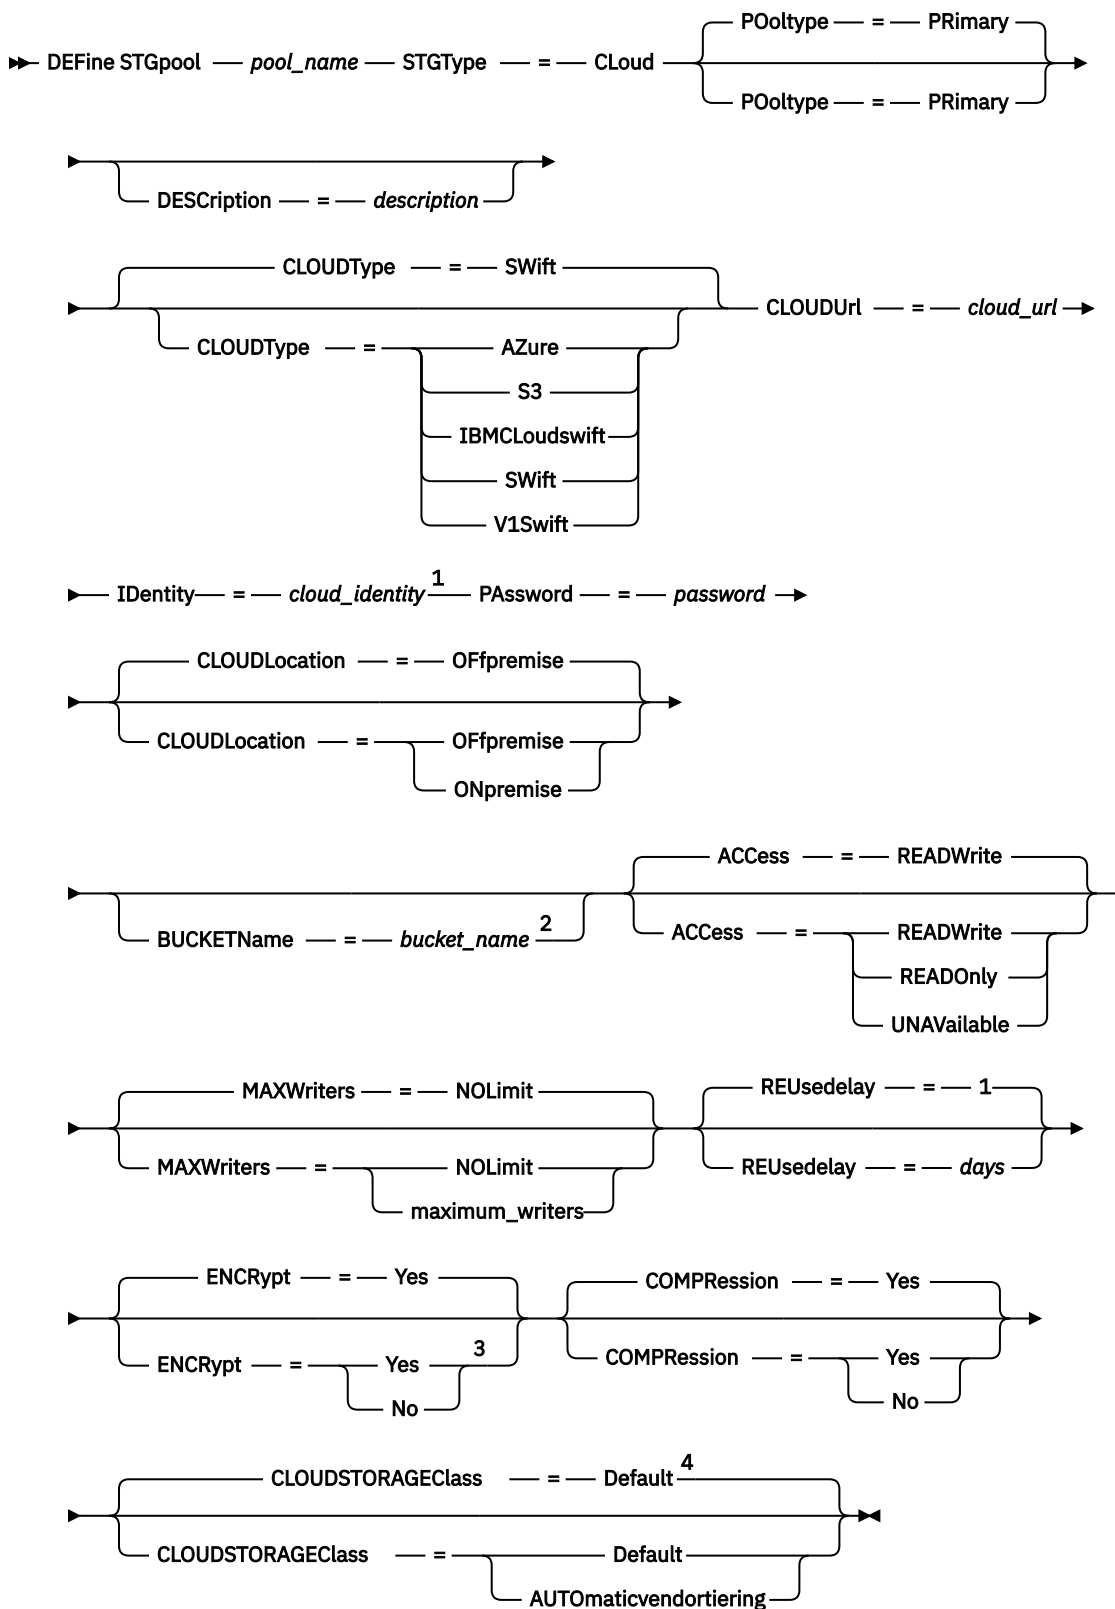 POoltype = PRimary
DEFine STGpool pool_name STGType = CLoud
POoltype = PRimary
DESCription = description
CLOUDType = SWift
CLOUDUrl = cloud_url
CLOUDType = AZure
S3
IBMCLoudswift
SWift
V1Swift
IDentity = cloud_identity 1 PAssword = password
CLOUDLocation = OFfpremise
CLOUDLocation = OFfpremise
ONpremise
ACCess = READWrite
BUCKETName = bucket_name 2
ACCess = READWrite
READOnly
UNAVailable
MAXWriters = NOLimit
REUsedelay = 1
MAXWriters = NOLimit
REUsedelay = days
maximum_writers
ENCRypt = Yes
COMPRession = Yes
ENCRypt = Yes 3
COMPRession = Yes
No
No
CLOUDSTORAGEClass = Default 4
CLOUDSTORAGEClass = Default
AUTOmaticvendortiering